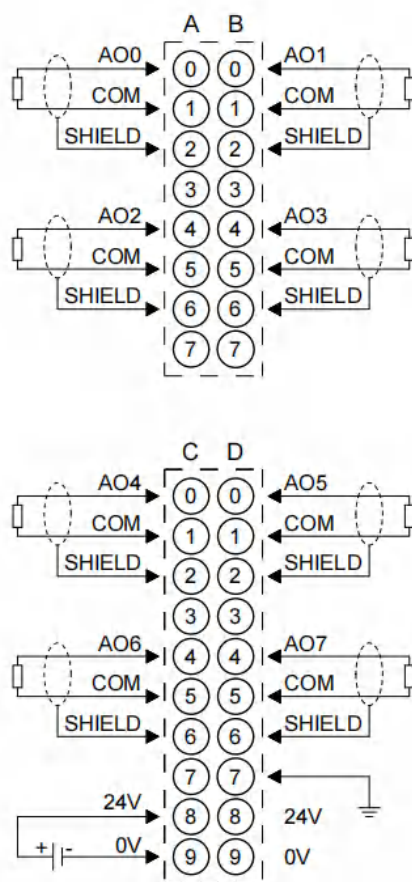 A B
AO0 0 0 AO1
COM 1 1 COM
SHIELD 2 2 SHIELD
3 3
AO2 4 4 AO3
COM 5 5 COM
SHIELD 6 6 SHIELD
7 7
C D
AO4 0 0 AO5
COM 1 1 COM
SHIELD 2 2 SHIELD
3 3
AO6 4 4 AO7
COM 5 5 COM
SHIELD 6 6 SHIELD
7 7
24V 8 8 24V
+ - 0V 9 9 0V